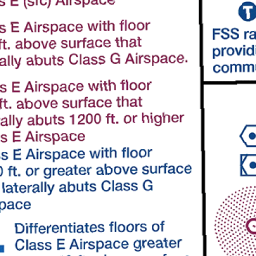 s E (sfc) Airspace
s E Airspace with floor
ft. above surface that
ally abuts Class G Airspace.
s E Airspace with floor
ft. above surface that
rally abuts 1200 ft. or higher
s E Airspace
s E Airspace with floor
0 ft. or greater above surface
laterally abuts Class G
pace
Differentiates floors of
Class E Airspace greater
T
FSS ra
providi
commu